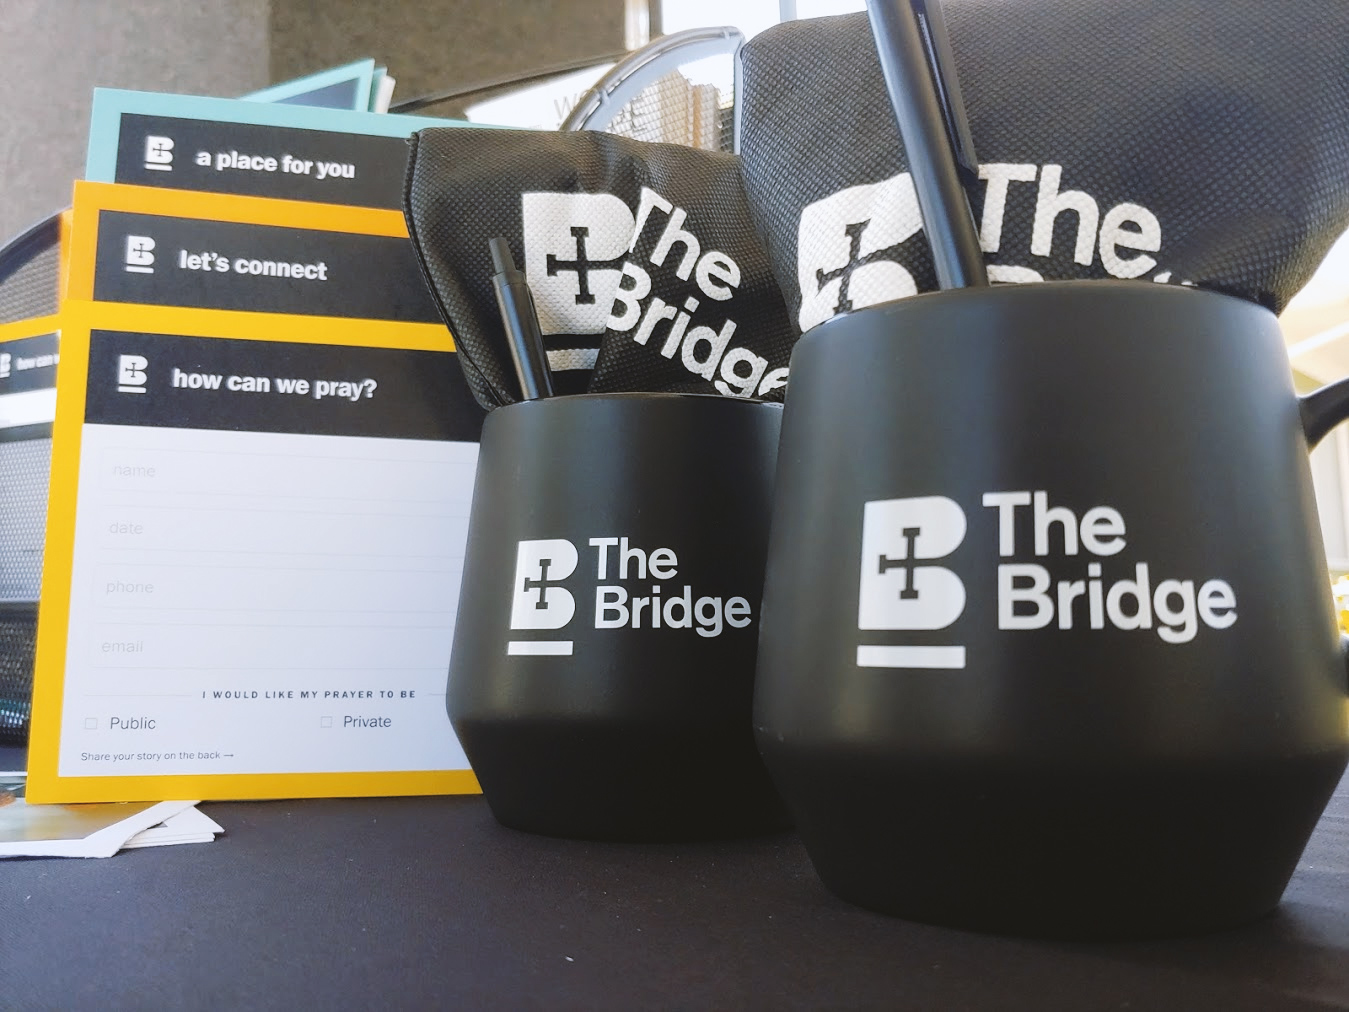 a place for you
let's connect
how can we pray?
name
date
phone
email
I WOULD LIKE MY PRAYER TO BE
Public
Private
Share your story on the back →
The
Bridge
The
The
Bridge
The
Bridge